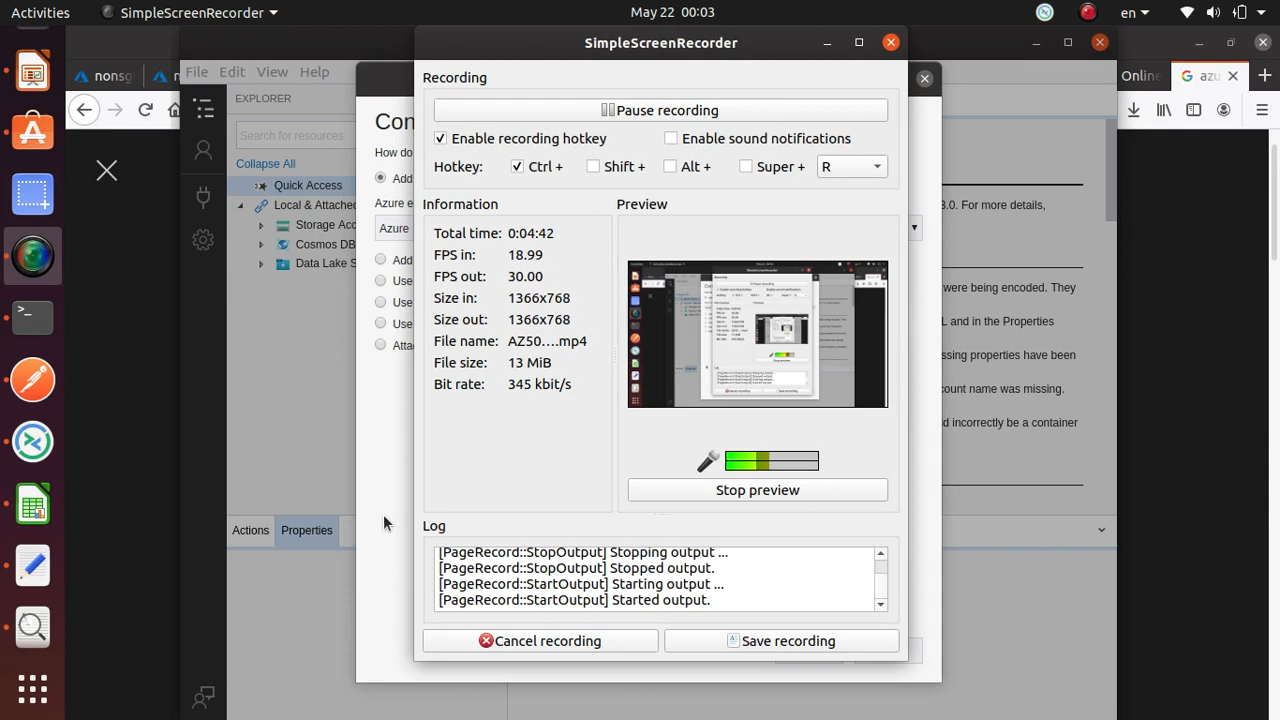 Activities
SimpleScreenRecorder
May 22  00:03
en
nonsg
Online
azu
File Edit View Help
EXPLORER
Search for resources
Collapse All
Quick Access
Local & Attache
Storage Acc
Cosmos DB
Data Lake S
Actions
Properties
Con
How do
Add
Azure e
Azure
Add
Use
Use
Use
Atta
SimpleScreenRecorder
Recording
Pause recording
Enable recording hotkey
Enable sound notifications
Hotkey:
Ctrl +
Shift +
Alt +
Super +
R
Information
Total time: 0:04:42
FPS in: 18.99
FPS out: 30.00
Size in: 1366x768
Size out: 1366x768
File name: AZ50....mp4
File size: 13 MiB
Bit rate: 345 kbit/s
Preview
Stop preview
Log
[PageRecord::StopOutput] Stopping output ...
[PageRecord::StopOutput] Stopped output.
[PageRecord::StartOutput] Starting output ...
[PageRecord::StartOutput] Started output.
Cancel recording
Save recording
3.0. For more details,
were being encoded. They
L and in the Properties
ssing properties have been
count name was missing.
d incorrectly be a container